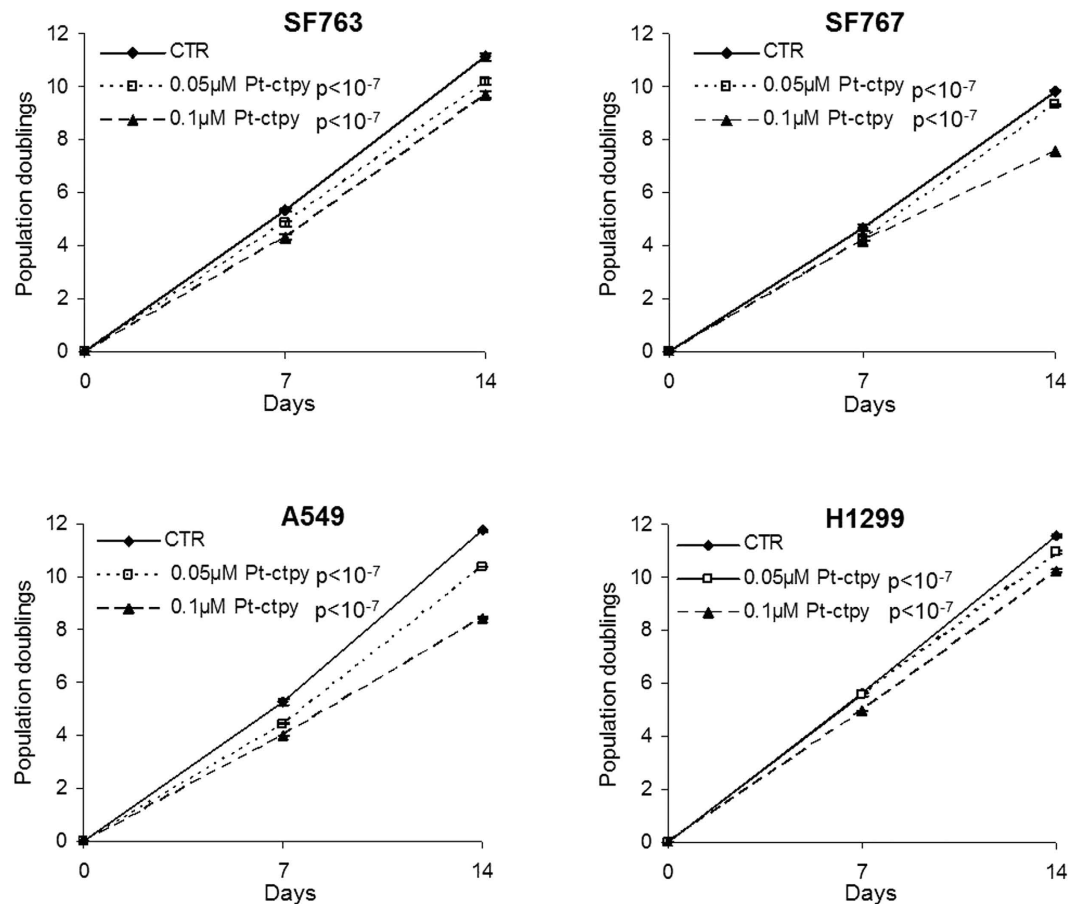 SF763
CTR
0.05µM Pt-ctpy p<10-7
0.1µM Pt-ctpy p<10-7
Population doublings
12
10
8
6
4
2
0
0 7 14
Days
SF767
CTR
0.05µM Pt-ctpy p<10-7
0.1µM Pt-ctpy p<10-7
Population doublings
12
10
8
6
4
2
0
0 7 14
Days
A549
CTR
0.05µM Pt-ctpy p<10-7
0.1µM Pt-ctpy p<10-7
Population doublings
12
10
8
6
4
2
0
0 7 14
Days
H1299
CTR
0.05µM Pt-ctpy p<10-7
0.1µM Pt-ctpy p<10-7
Population doublings
12
10
8
6
4
2
0
0 7 14
Days